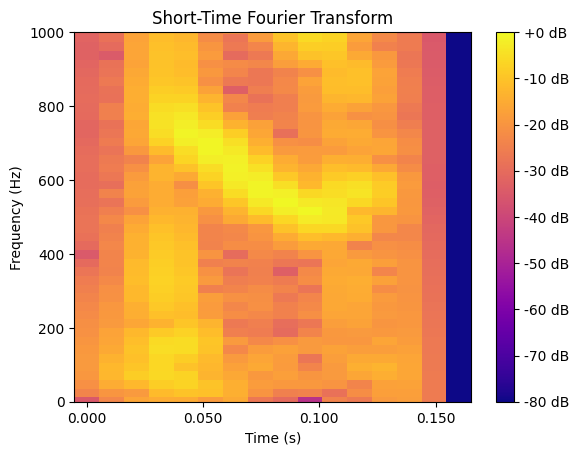 Short-Time Fourier Transform
1000
800
600
400
200
0
Frequency (Hz)
0.000
0.050
0.100
0.150
Time (s)
+0 dB
-10 dB
-20 dB
-30 dB
-40 dB
-50 dB
-60 dB
-70 dB
-80 dB